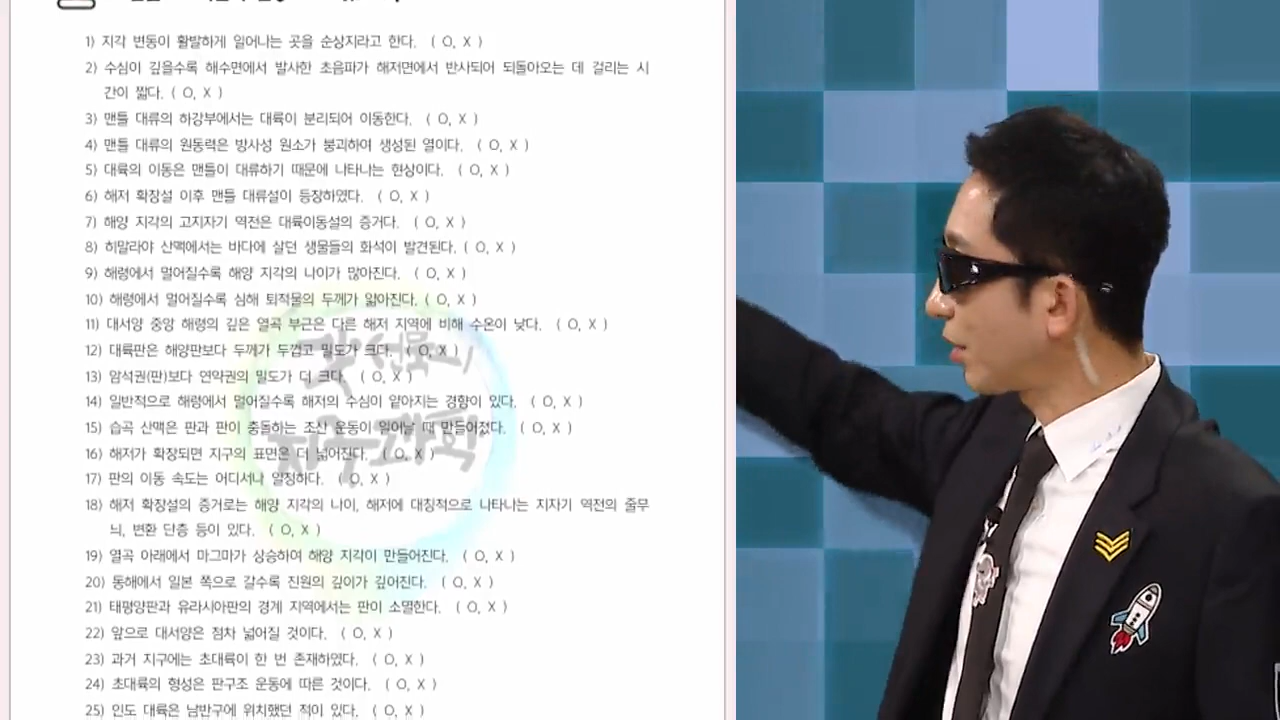 1) 지각 변동이 활발하게 일어나는 곳을 순상지라고 한다. ( O, X )
2) 수심이 깊을수록 해수면에서 발사한 초음파가 해저면에서 반사되어 되돌아오는 데 걸리는 시
간이 짧다. ( O, X )
3) 맨틀 대류의 하강부에서는 대륙이 분리되어 이동한다. ( O, X )
4) 맨틀 대류의 원동력은 방사성 원소가 붕괴하여 생성된 열이다. ( O, X )
5) 대륙의 이동은 맨틀이 대류하기 때문에 나타나는 현상이다. ( O, X )
6) 해저 확장설 이후 맨틀 대류설이 등장하였다. ( O, X )
7) 해양 지각의 고지자기 역전은 대륙이동설의 증거다. ( O, X )
8) 히말라야 산맥에서는 바다에 살던 생물들의 화석이 발견된다. ( O, X )
9) 해령에서 멀어질수록 해양 지각의 나이가 많아진다. ( O, X )
10) 해령에서 멀어질수록 심해 퇴적물의 두께가 얇아진다. ( O, X )
11) 대서양 중앙 해령의 깊은 열곡 부근은 다른 해저 지역에 비해 수온이 낮다. ( O, X )
12) 대륙판은 해양판보다 두께가 두껍고 밀도가 크다. ( O, X )
13) 암석권(판)보다 연약권의 밀도가 더 크다. ( O, X )
14) 일반적으로 해령에서 멀어질수록 해저의 수심이 얕아지는 경향이 있다. ( O, X )
15) 습곡 산맥은 판과 판이 충돌하는 조산 운동이 일어날 때 만들어졌다. ( O, X )
16) 해저가 확장되면 지구의 표면은 더 넓어진다. ( O, X )
17) 판의 이동 속도는 어디서나 일정하다. ( O, X )
18) 해저 확장설의 증거로는 해양 지각의 나이, 해저에 대칭적으로 나타나는 지자기 역전의 줄무
늬, 변환 단층 등이 있다. ( O, X )
19) 열곡 아래에서 마그마가 상승하여 해양 지각이 만들어진다. ( O, X )
20) 동해에서 일본 쪽으로 갈수록 진원의 깊이가 깊어진다. ( O, X )
21) 태평양판과 유라시아판의 경계 지역에서는 판이 소멸한다. ( O, X )
22) 앞으로 대서양은 점차 넓어질 것이다. ( O, X )
23) 과거 지구에는 초대륙이 한 번 존재하였다. ( O, X )
24) 초대륙의 형성은 판구조 운동에 따른 것이다. ( O, X )
25) 인도 대륙은 남반구에 위치했던 적이 있다. ( O, X )
지구과학